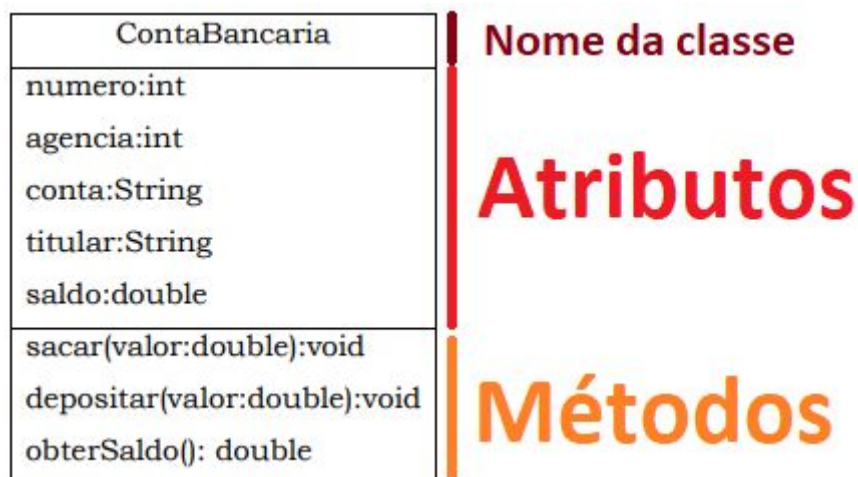 ContaBancaria
Nome da classe
numero:int
agencia:int
conta:String
titular:String
saldo:double
Atributos
sacar(valor:double):void
depositar(valor:double):void
obterSaldo(): double
Métodos